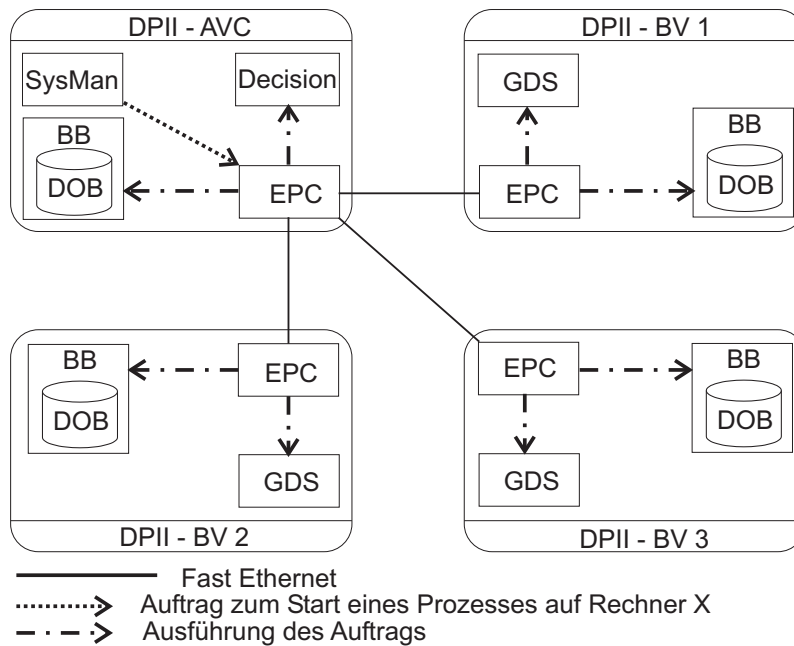 DPII - AVC
SysMan
Decision
BB
DOB
EPC
DPII - BV 1
GDS
BB
DOB
EPC
BB
DOB
EPC
GDS
DPII - BV 2
EPC
BB
DOB
GDS
DPII - BV 3
Fast Ethernet
Auftrag zum Start eines Prozesses auf Rechner X
Ausführung des Auftrags